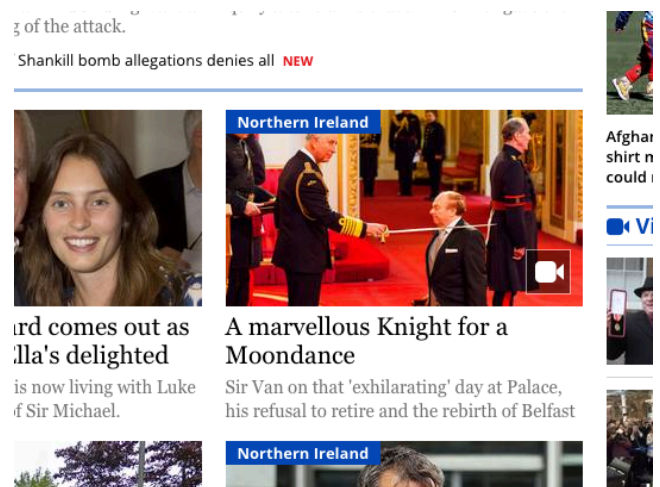 g of the attack.
Shankill bomb allegations denies all NEW
Northern Ireland
Afghan
shirt m
could
Vi
ard comes out as
Ella's delighted
A marvellous Knight for a
Moondance
is now living with Luke
of Sir Michael.
Sir Van on that 'exhilarating' day at Palace,
his refusal to retire and the rebirth of Belfast
Northern Ireland